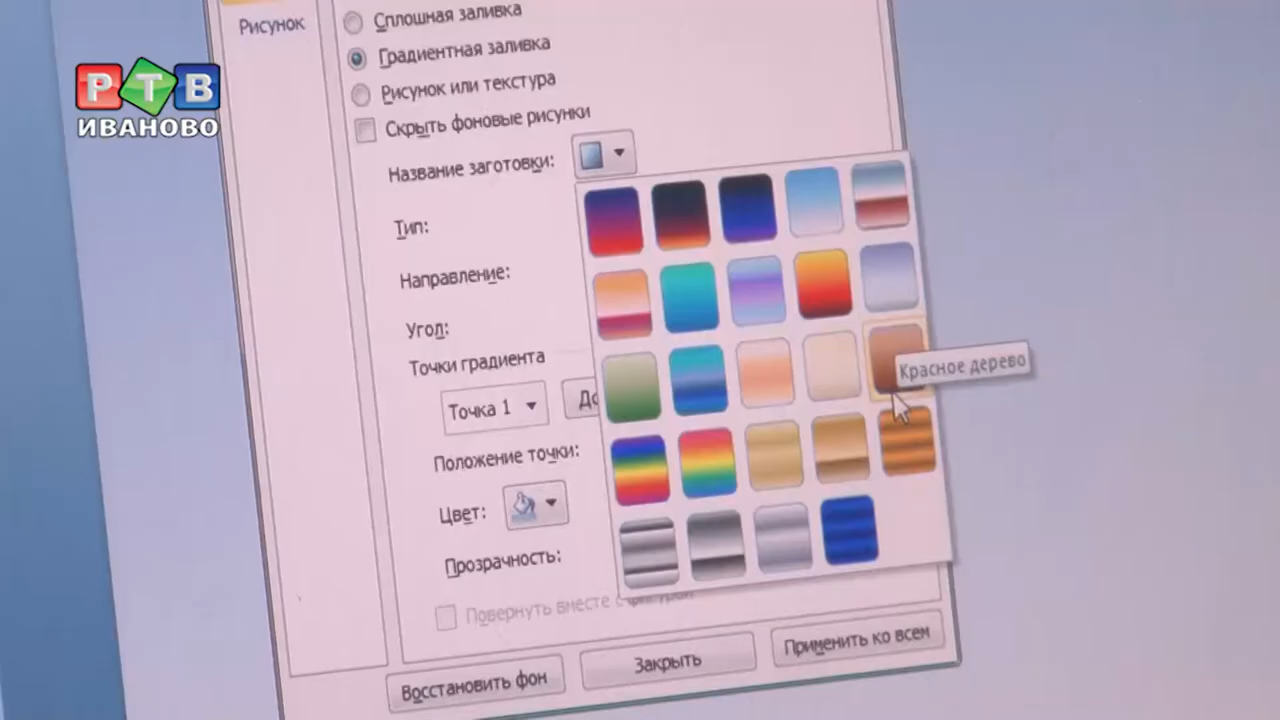 РТВ
ИВАНОВО
Рисунок
Сплошная заливка
Градиентная заливка
Рисунок или текстура
Скрыть фоновые рисунки
Название заготовки:
Тип:
Направление:
Угол:
Точки градиента
Точка 1
До
Положение точки:
Цвет:
Прозрачность:
Повернуть вместе с фигурой
Красное дерево
Восстановить фон
Закрыть
Применить ко всем